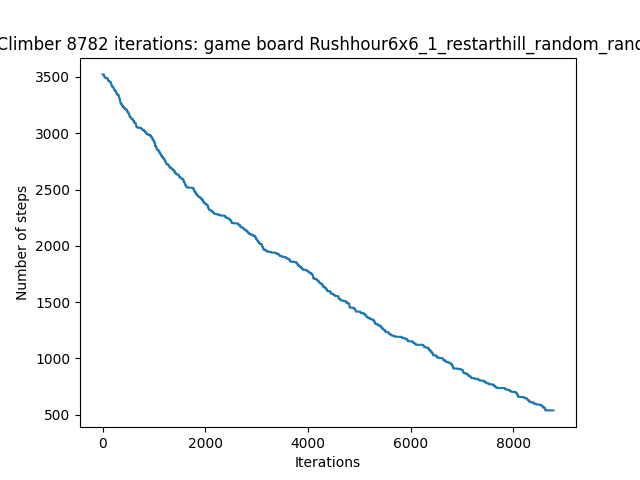 Climber 8782 iterations: game board Rushhour6x6_1_restarthill_random_rand
3500
3000
2500
2000
1500
1000
500
Number of steps
0 2000 4000 6000 8000
Iterations